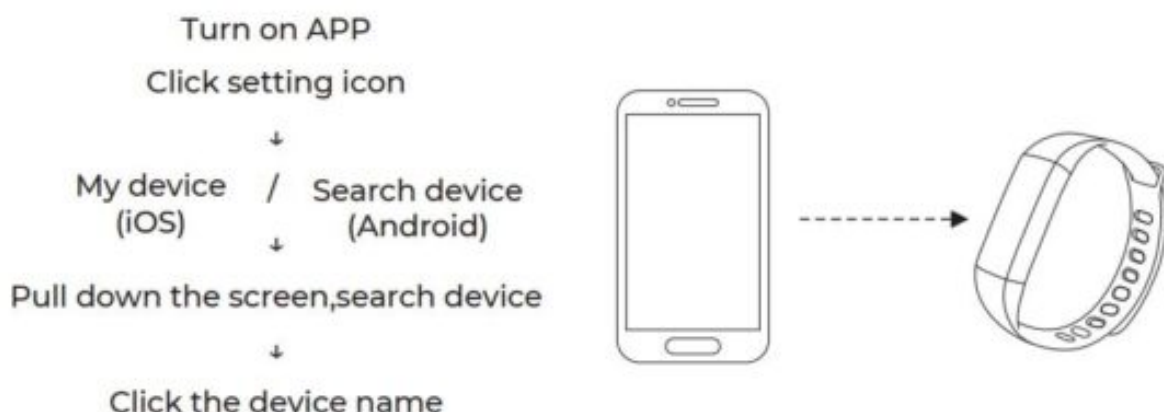 Turn on APP
Click setting icon
↓
My device / Search device
(iOS) (Android)
↓
Pull down the screen,search device
↓
Click the device name